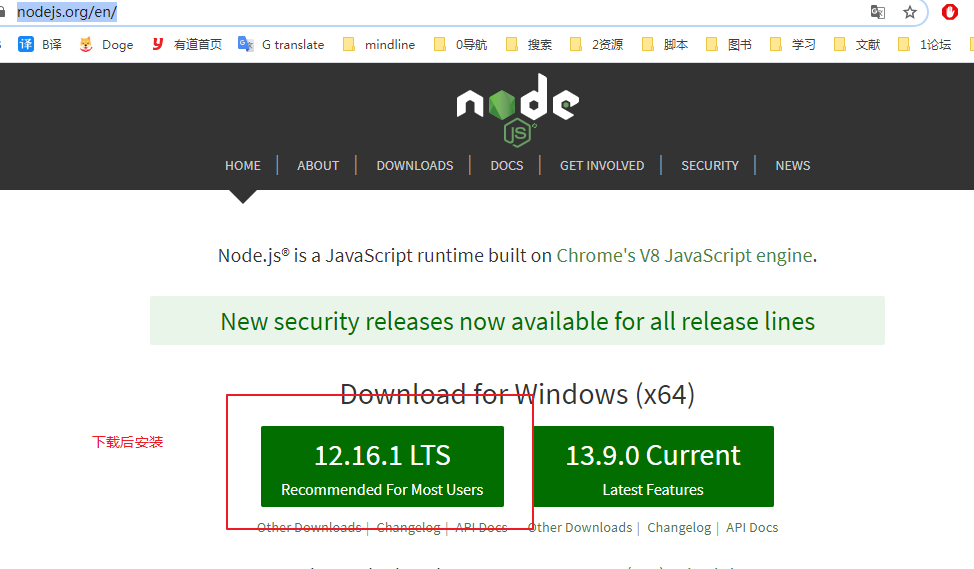 nodejs.org/en/
译 B译 Doge 有道首页 G translate mindline 0导航 搜索 2资源 脚本 图书 学习 文献 1论坛
node
JS
HOME ABOUT DOWNLOADS DOCS GET INVOLVED SECURITY NEWS
Node.js® is a JavaScript runtime built on Chrome's V8 JavaScript engine.
New security releases now available for all release lines
Download for Windows (x64)
下载后安装
12.16.1 LTS
Recommended For Most Users
13.9.0 Current
Latest Features
Other Downloads | Changelog | API Docs
Other Downloads | Changelog | API Docs